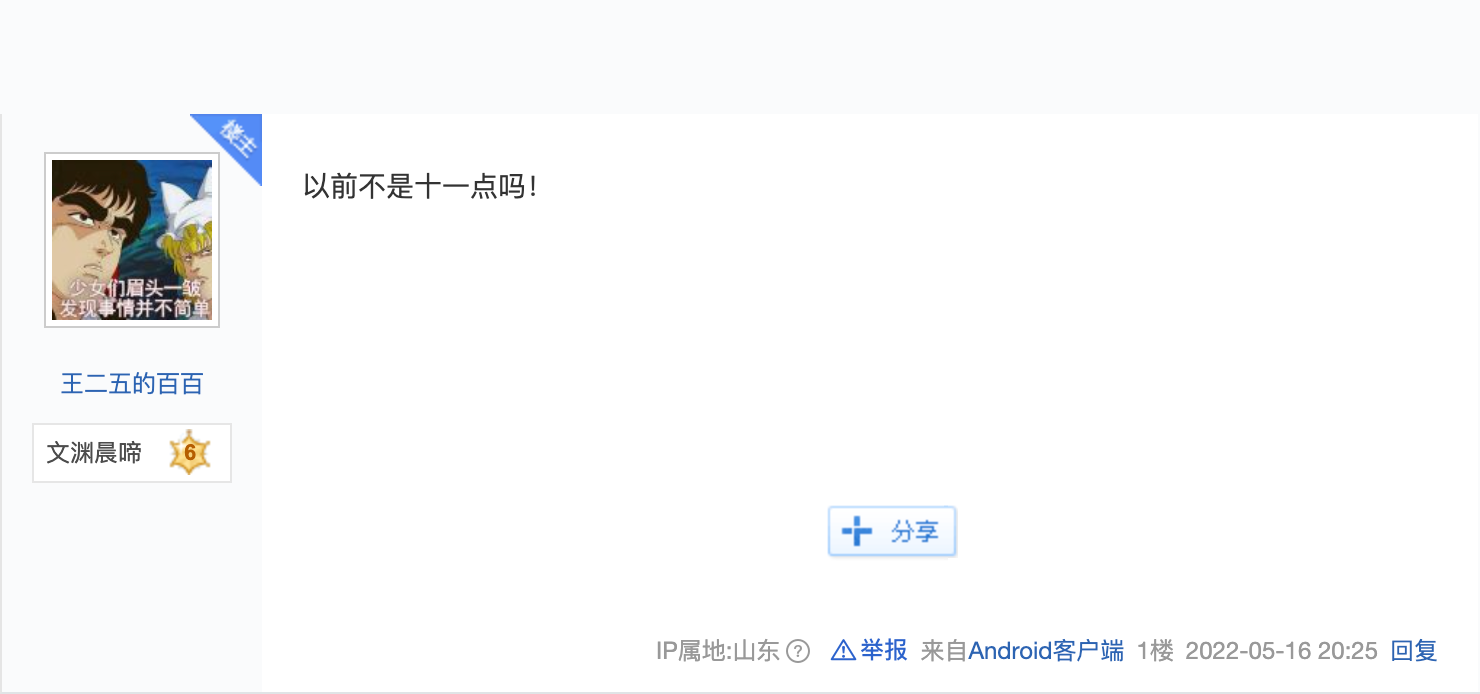 楼主
以前不是十一点吗！
少女们眉头一皱
发现事情并不简单
王二五的百百
文渊晨啼 6
分享
IP属地:山东? 举报 来自Android客户端 1楼 2022-05-16 20:25 回复